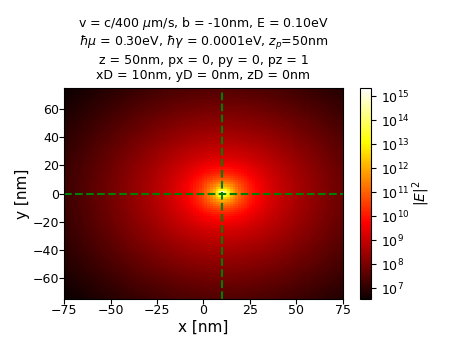 v = c/400 μm/s, b = -10nm, E = 0.10eV
ℏμ = 0.30eV, ℏγ = 0.0001eV, z_p=50nm
z = 50nm, px = 0, py = 0, pz = 1
xD = 10nm, yD = 0nm, zD = 0nm
y [nm]
60
40
20
0
−20
−40
−60
−75 −50 −25 0 25 50 75
x [nm]
10^15
10^14
10^13
10^12
10^11
10^10
10^9
10^8
10^7
|E|^2